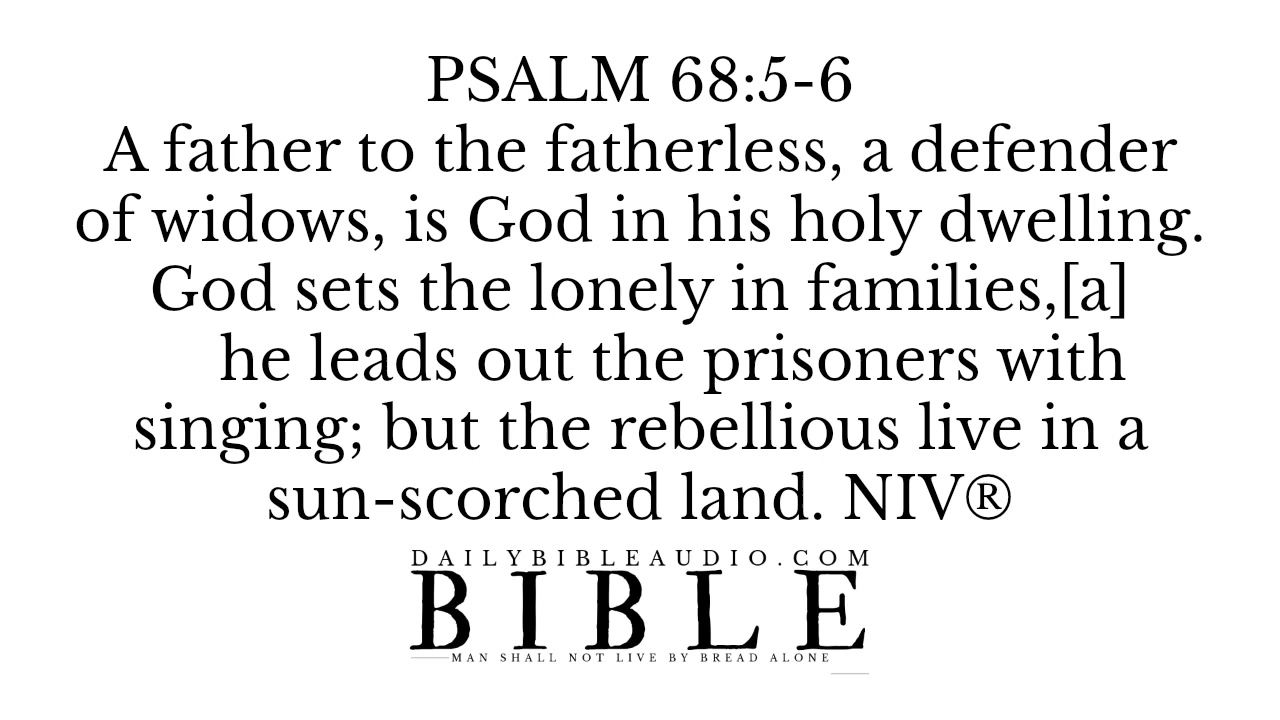 PSALM 68:5-6
A father to the fatherless, a defender
of widows, is God in his holy dwelling.
God sets the lonely in families,[a]
he leads out the prisoners with
singing; but the rebellious live in a
sun-scorched land. NIV®
DAILYBIBLEAUDIO.COM
BIBLE
MAN SHALL NOT LIVE BY BREAD ALONE